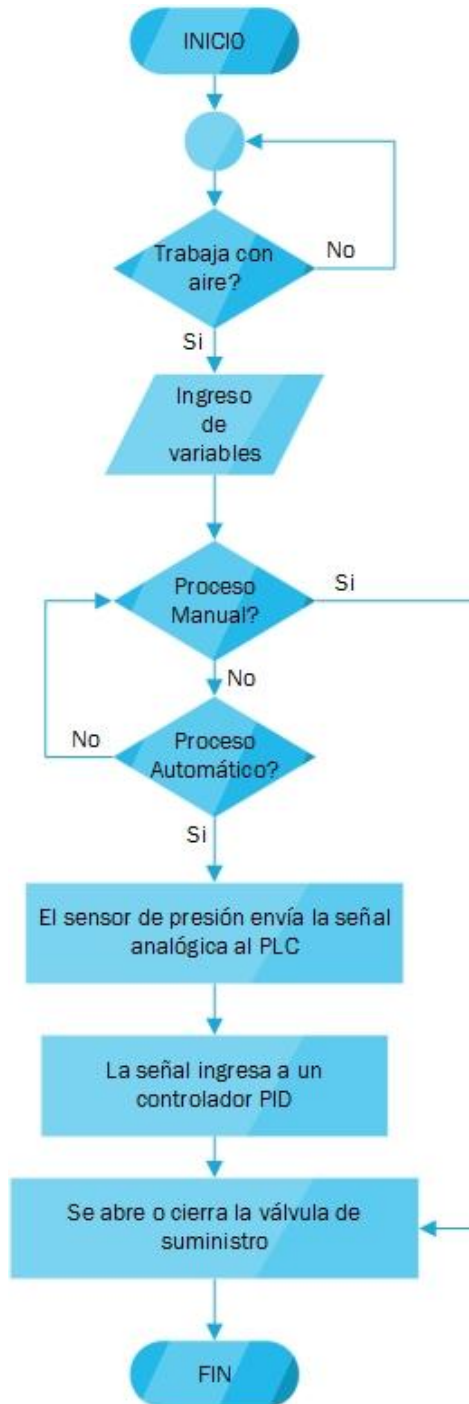 INICIO
Trabaja con
aire?
No
Si
Ingreso
de
variables
Proceso
Manual?
Si
No
Proceso
Automático?
No
Si
El sensor de presión envía la señal
analógica al PLC
La señal ingresa a un
controlador PID
Se abre o cierra la válvula de
suministro
FIN